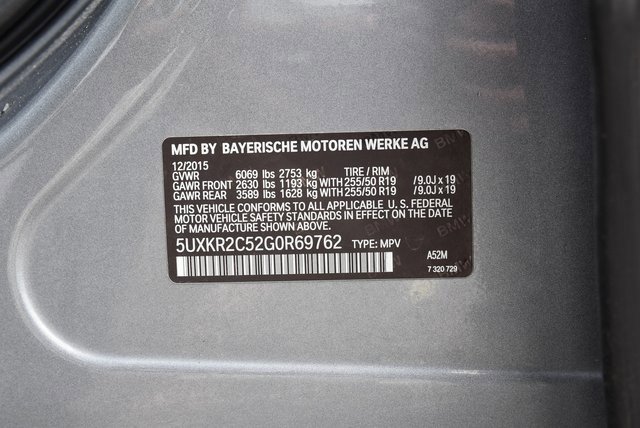 MFD BY BAYERISCHE MOTOREN WERKE AG
12/2015
GVWR 6069 lbs 2753 kg TIRE / RIM
GAWR FRONT 2630 lbs 1193 kg WITH 255/50 R19 /9.0J x 19
GAWR REAR 3589 lbs 1628 kg WITH 255/50 R19 /9.0J x 19
THIS VEHICLE CONFORMS TO ALL APPLICABLE U. S. FEDERAL
MOTOR VEHICLE SAFETY STANDARDS IN EFFECT ON THE
DATE OF MANUFACTURE SHOWN ABOVE.
5UXKR2C52G0R69762 TYPE: MPV
A52M
7 320 729